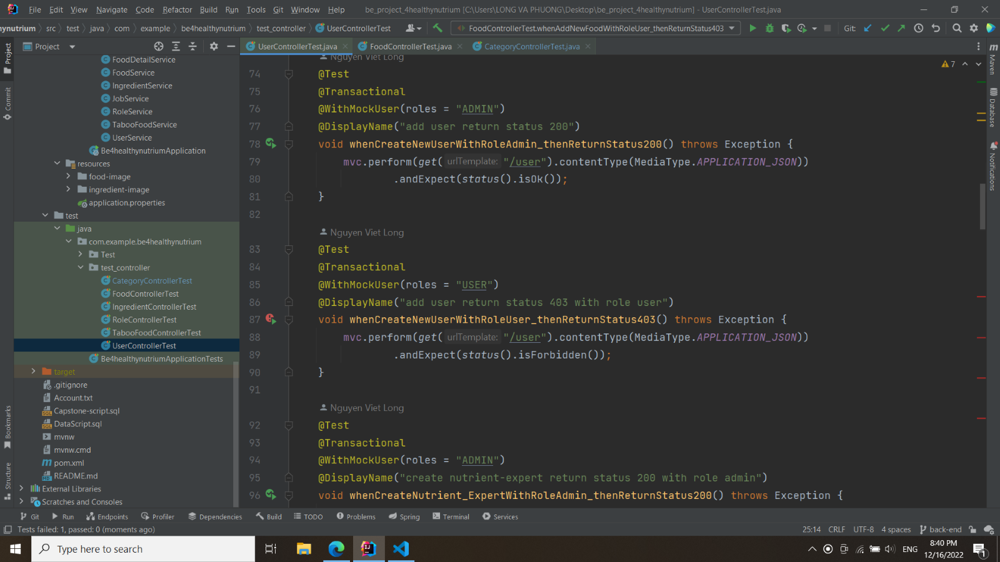 File Edit View Navigate Code Refactor Build Run Tools Git Window Help be_project_4healthynutrium [C:\Users\LONG VA PHUONG\Desktop\be_project_4healthynutrium] - UserControllerTest.java
hynutrium src test java com example be4healthynutrium test_controller UserControllerTest FoodControllerTest.whenAddNewFoodWithRoleUser_thenReturnStatus403 Git:
Project
UserControllerTest.java FoodControllerTest.java CategoryControllerTest.java
FoodDetailService
FoodService
IngredientService
JobService
RoleService
TabooFoodService
UserService
Be4healthynutriumApplication
resources
food-image
ingredient-image
application.properties
test
java
com.example.be4healthynutrium
Test
test_controller
CategoryControllerTest
FoodControllerTest
IngredientControllerTest
RoleControllerTest
TabooFoodControllerTest
UserControllerTest
Be4healthynutriumApplicationTests
target
.gitignore
Account.txt
Capstone-script.sql
DataScript.sql
mvnw
mvnw.cmd
pom.xml
README.md
External Libraries
Scratches and Consoles
Project
Commit
Bookmarks
Structure
Nguyen Viet Long
7
74 @Test
75 @Transactional
76 @WithMockUser(roles = "ADMIN")
77 @DisplayName("add user return status 200")
78 void whenCreateNewUserWithRoleAdmin_thenReturnStatus200() throws Exception {
79 mvc.perform(get( urlTemplate: "/user").contentType(MediaType.APPLICATION_JSON))
80 .andExpect(status().isOk());
81 }
82
Nguyen Viet Long
83 @Test
84 @Transactional
85 @WithMockUser(roles = "USER")
86 @DisplayName("add user return status 403 with role user")
87 void whenCreateNewUserWithRoleUser_thenReturnStatus403() throws Exception {
88 mvc.perform(get( urlTemplate: "/user").contentType(MediaType.APPLICATION_JSON))
89 .andExpect(status().isForbidden());
90 }
91
Nguyen Viet Long
92 @Test
93 @Transactional
94 @WithMockUser(roles = "ADMIN")
95 @DisplayName("create nutrient-expert return status 200 with role admin")
96 void whenCreateNutrient_ExpertWithRoleAdmin_thenReturnStatus200() throws Exception {
Maven
Database
Notifications
Git Run Endpoints Profiler Dependencies Build TODO Problems Spring Terminal Services
Tests failed: 1, passed: 0 (moments ago) 25:14 CRLF UTF-8 4 spaces back-end
Type here to search
ENG
8:40 PM
12/16/2022
1